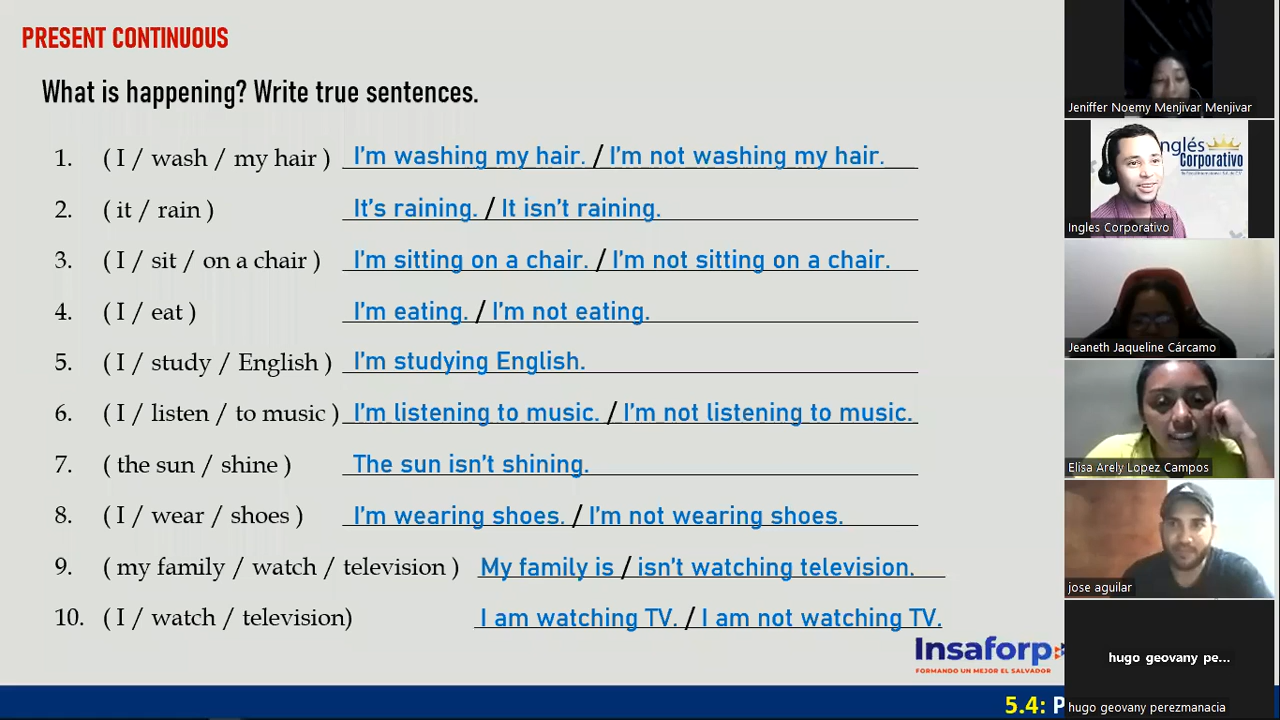 PRESENT CONTINUOUS
What is happening? Write true sentences.
1. ( I / wash / my hair ) I'm washing my hair. / I'm not washing my hair.
2. ( it / rain ) It's raining. / It isn't raining.
3. ( I / sit / on a chair ) I'm sitting on a chair. / I'm not sitting on a chair.
4. ( I / eat ) I'm eating. / I'm not eating.
5. ( I / study / English ) I'm studying English.
6. ( I / listen / to music ) I'm listening to music. / I'm not listening to music.
7. ( the sun / shine ) The sun isn't shining.
8. ( I / wear / shoes ) I'm wearing shoes. / I'm not wearing shoes.
9. ( my family / watch / television ) My family is / isn't watching television.
10. ( I / watch / television) I am watching TV. / I am not watching TV.
Insaforp
FORMANDO UN MEJOR EL SALVADOR
5.4: P
Jeniffer Noemy Menjivar Menjivar
nglés
Corporativo
Ingles Corporativo
Jeaneth Jaqueline Cárcamo
Elisa Arely Lopez Campos
jose aguilar
hugo geovany pe...
hugo geovany perezmanacia